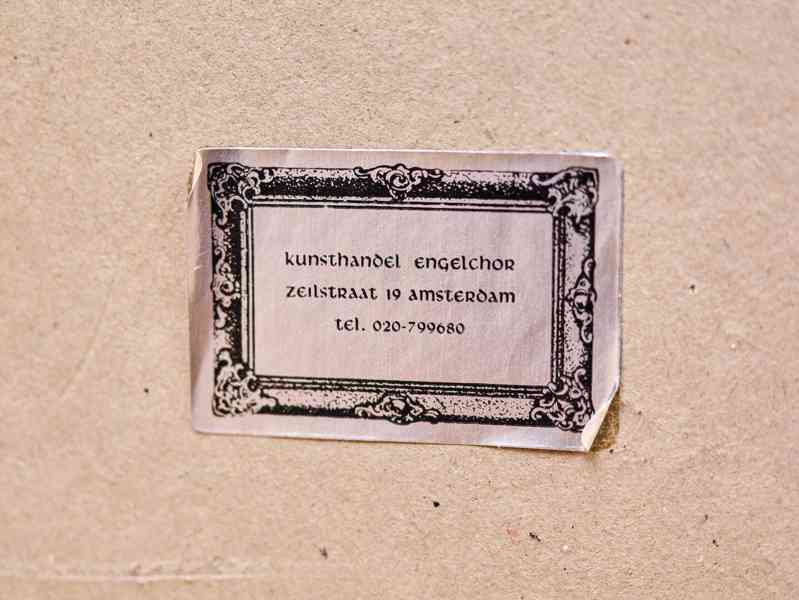 kunsthandel engelchor
zeilstraat 19 amsterdam
tel. 020-799680